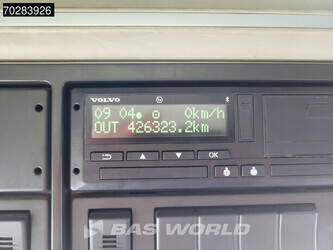 70283926
VOLVO
09 04 0km/h
OUT 426323.2km
OK
BAS WORLD